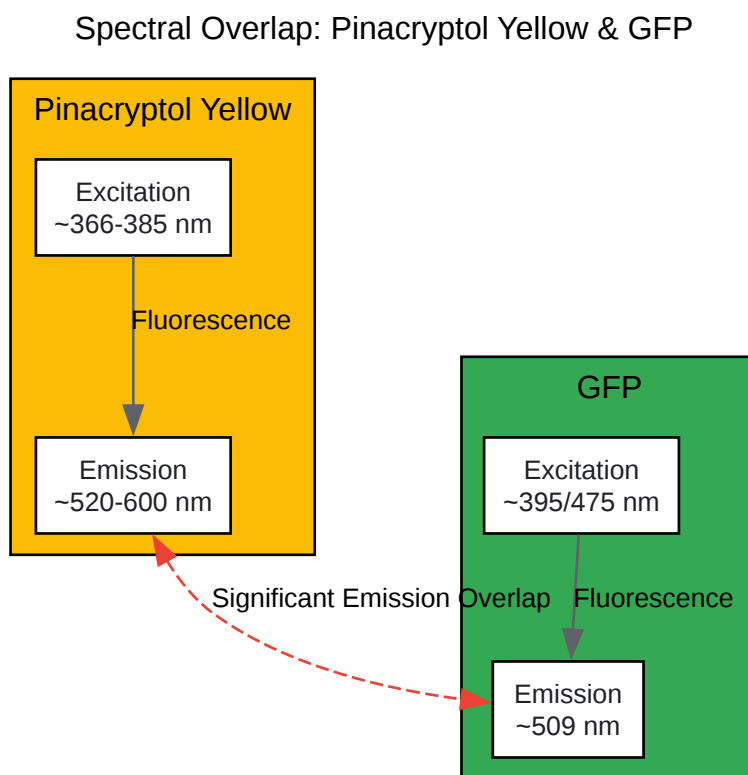 Spectral Overlap: Pinacryptol Yellow & GFP
Pinacryptol Yellow
Excitation
~366-385 nm
Fluorescence
Emission
~520-600 nm
GFP
Excitation
~395/475 nm
Significant Emission Overlap
Fluorescence
Emission
~509 nm